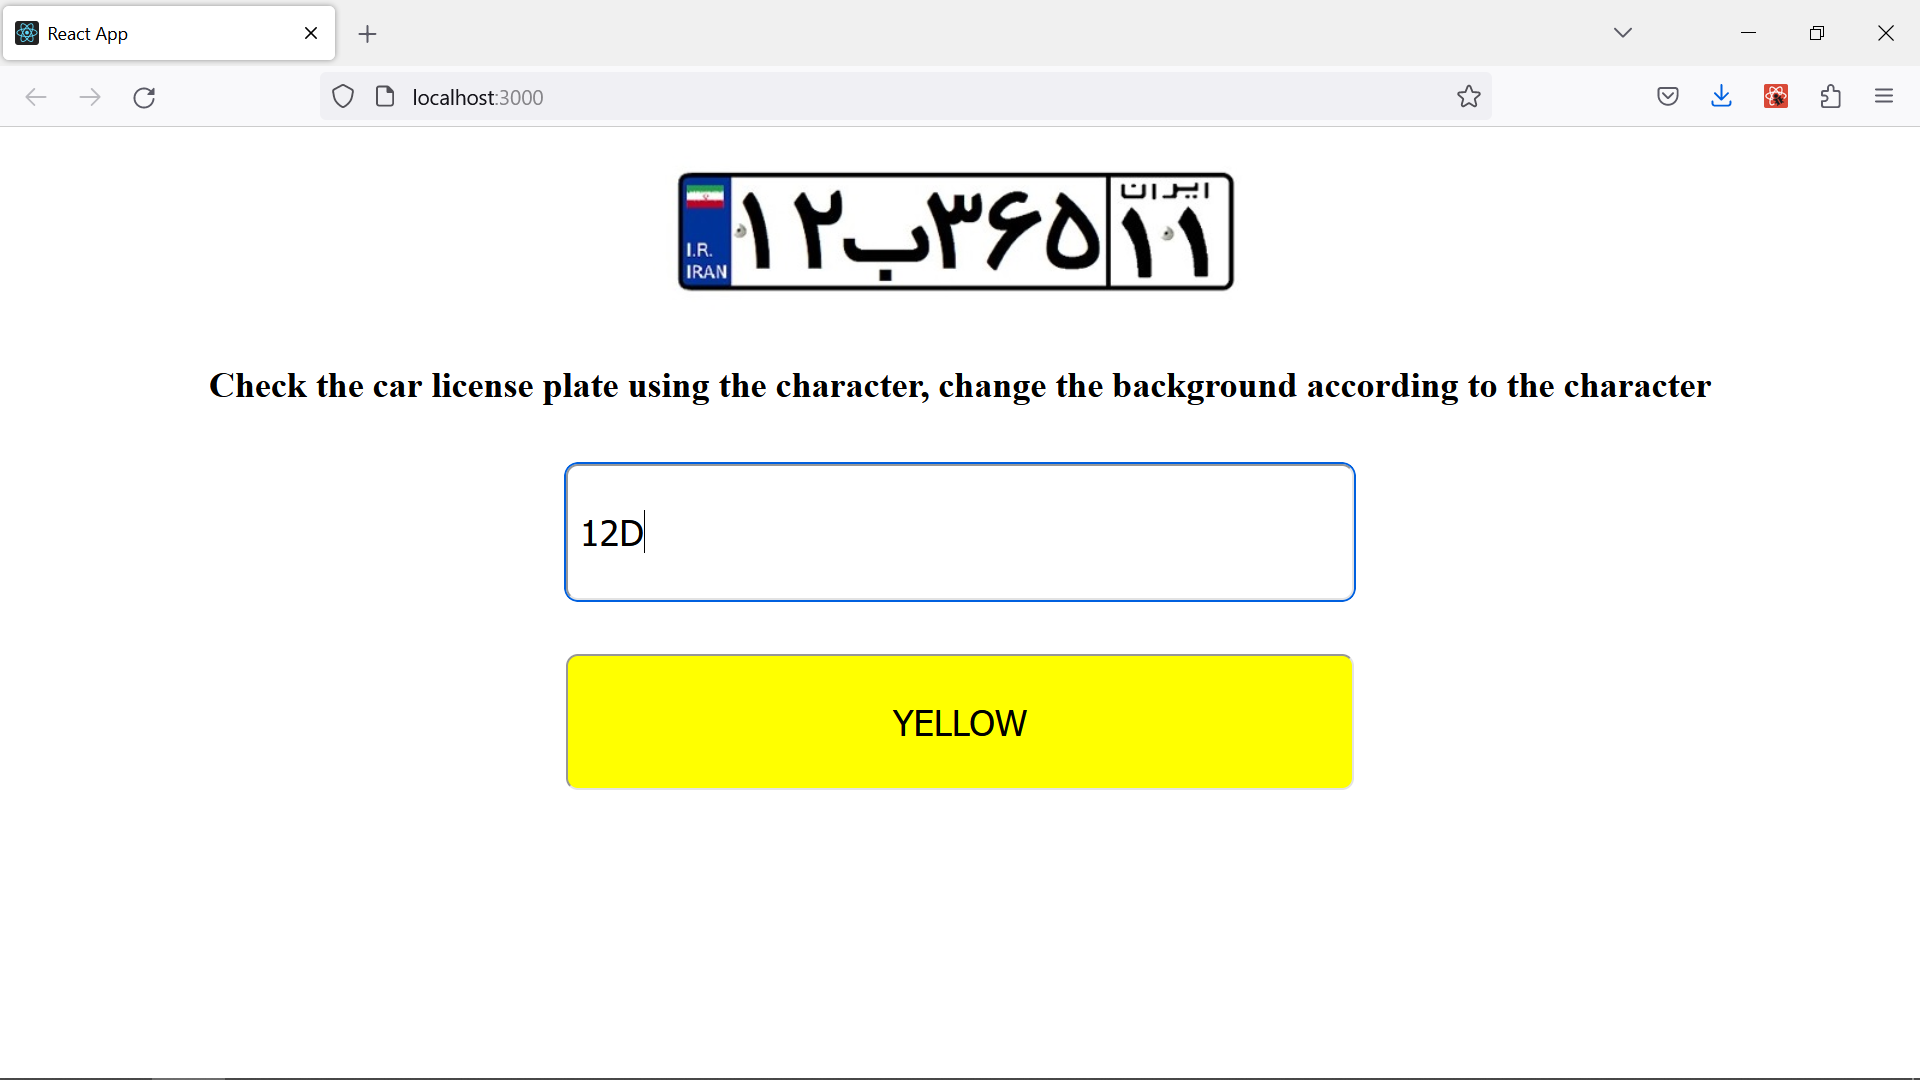 React App
localhost:3000
ایران
I.R.
IRAN
۱۲ب۳۶۵
۱۱
Check the car license plate using the character, change the background according to the character
12D
YELLOW